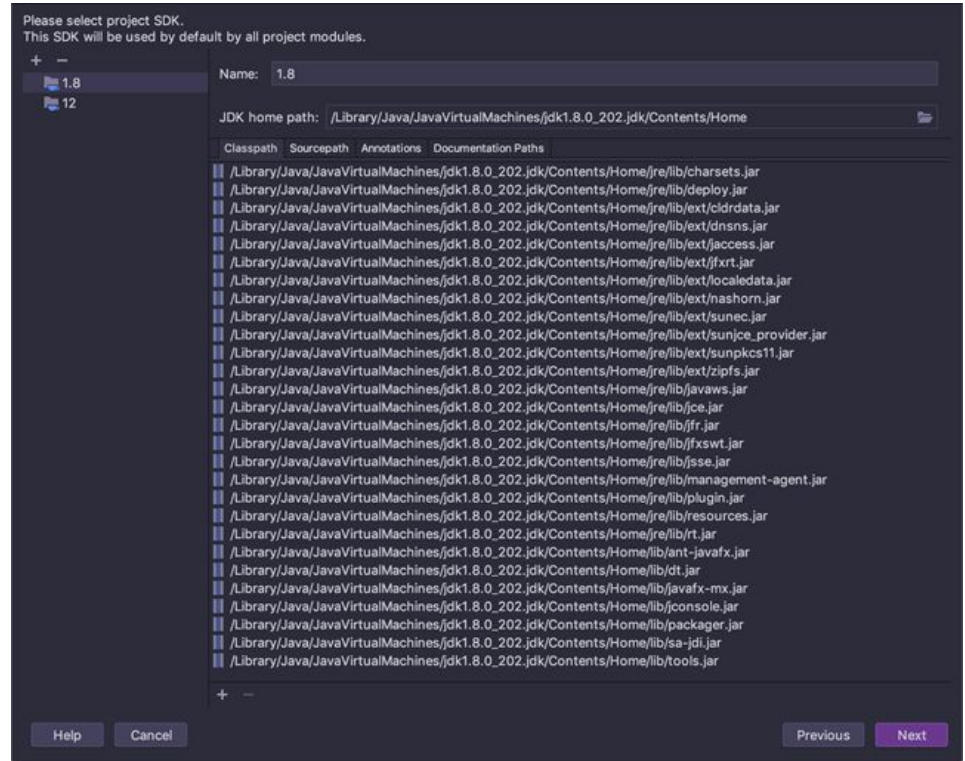 Please select project SDK.
This SDK will be used by default by all project modules.
+ −
1.8
12
Name: 1.8
JDK home path: /Library/Java/JavaVirtualMachines/jdk1.8.0_202.jdk/Contents/Home
Classpath Sourcepath Annotations Documentation Paths
/Library/Java/JavaVirtualMachines/jdk1.8.0_202.jdk/Contents/Home/jre/lib/charsets.jar
/Library/Java/JavaVirtualMachines/jdk1.8.0_202.jdk/Contents/Home/jre/lib/deploy.jar
/Library/Java/JavaVirtualMachines/jdk1.8.0_202.jdk/Contents/Home/jre/lib/ext/cldrdata.jar
/Library/Java/JavaVirtualMachines/jdk1.8.0_202.jdk/Contents/Home/jre/lib/ext/dnsns.jar
/Library/Java/JavaVirtualMachines/jdk1.8.0_202.jdk/Contents/Home/jre/lib/ext/jaccess.jar
/Library/Java/JavaVirtualMachines/jdk1.8.0_202.jdk/Contents/Home/jre/lib/ext/jfxrt.jar
/Library/Java/JavaVirtualMachines/jdk1.8.0_202.jdk/Contents/Home/jre/lib/ext/localedata.jar
/Library/Java/JavaVirtualMachines/jdk1.8.0_202.jdk/Contents/Home/jre/lib/ext/nashorn.jar
/Library/Java/JavaVirtualMachines/jdk1.8.0_202.jdk/Contents/Home/jre/lib/ext/sunec.jar
/Library/Java/JavaVirtualMachines/jdk1.8.0_202.jdk/Contents/Home/jre/lib/ext/sunjce_provider.jar
/Library/Java/JavaVirtualMachines/jdk1.8.0_202.jdk/Contents/Home/jre/lib/ext/sunpkcs11.jar
/Library/Java/JavaVirtualMachines/jdk1.8.0_202.jdk/Contents/Home/jre/lib/ext/zipfs.jar
/Library/Java/JavaVirtualMachines/jdk1.8.0_202.jdk/Contents/Home/jre/lib/javaws.jar
/Library/Java/JavaVirtualMachines/jdk1.8.0_202.jdk/Contents/Home/jre/lib/jce.jar
/Library/Java/JavaVirtualMachines/jdk1.8.0_202.jdk/Contents/Home/jre/lib/jfr.jar
/Library/Java/JavaVirtualMachines/jdk1.8.0_202.jdk/Contents/Home/jre/lib/jfxswt.jar
/Library/Java/JavaVirtualMachines/jdk1.8.0_202.jdk/Contents/Home/jre/lib/jsse.jar
/Library/Java/JavaVirtualMachines/jdk1.8.0_202.jdk/Contents/Home/jre/lib/management-agent.jar
/Library/Java/JavaVirtualMachines/jdk1.8.0_202.jdk/Contents/Home/jre/lib/plugin.jar
/Library/Java/JavaVirtualMachines/jdk1.8.0_202.jdk/Contents/Home/jre/lib/resources.jar
/Library/Java/JavaVirtualMachines/jdk1.8.0_202.jdk/Contents/Home/jre/lib/rt.jar
/Library/Java/JavaVirtualMachines/jdk1.8.0_202.jdk/Contents/Home/lib/ant-javafx.jar
/Library/Java/JavaVirtualMachines/jdk1.8.0_202.jdk/Contents/Home/lib/dt.jar
/Library/Java/JavaVirtualMachines/jdk1.8.0_202.jdk/Contents/Home/lib/javafx-mx.jar
/Library/Java/JavaVirtualMachines/jdk1.8.0_202.jdk/Contents/Home/lib/jconsole.jar
/Library/Java/JavaVirtualMachines/jdk1.8.0_202.jdk/Contents/Home/lib/packager.jar
/Library/Java/JavaVirtualMachines/jdk1.8.0_202.jdk/Contents/Home/lib/sa-jdi.jar
/Library/Java/JavaVirtualMachines/jdk1.8.0_202.jdk/Contents/Home/lib/tools.jar
+ −
Help Cancel Previous Next